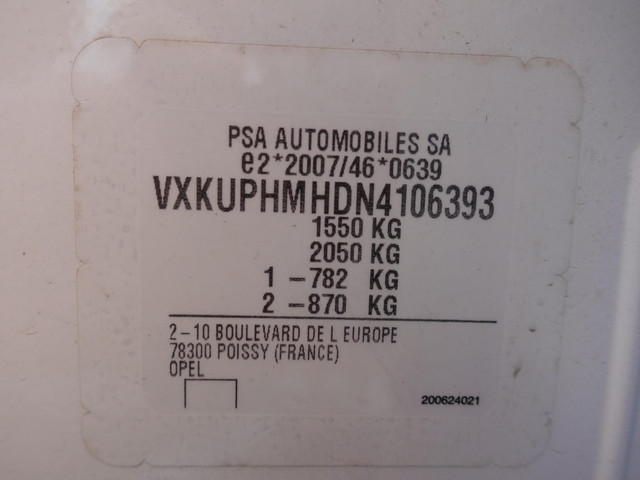 PSA AUTOMOBILES SA
e2*2007/46*0639
VXKUPHMHDN4106393
1550 KG
2050 KG
1 -782 KG
2 -870 KG
2-10 BOULEVARD DE L EUROPE
78300 POISSY (FRANCE)
OPEL
200624021